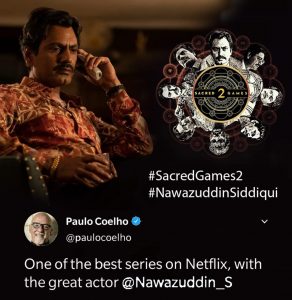 SACRED 2 GAMES
#SacredGames2
#NawazuddinSiddiqui
Paulo Coelho
@paulocoelho
One of the best series on Netflix, with
the great actor @Nawazuddin_S